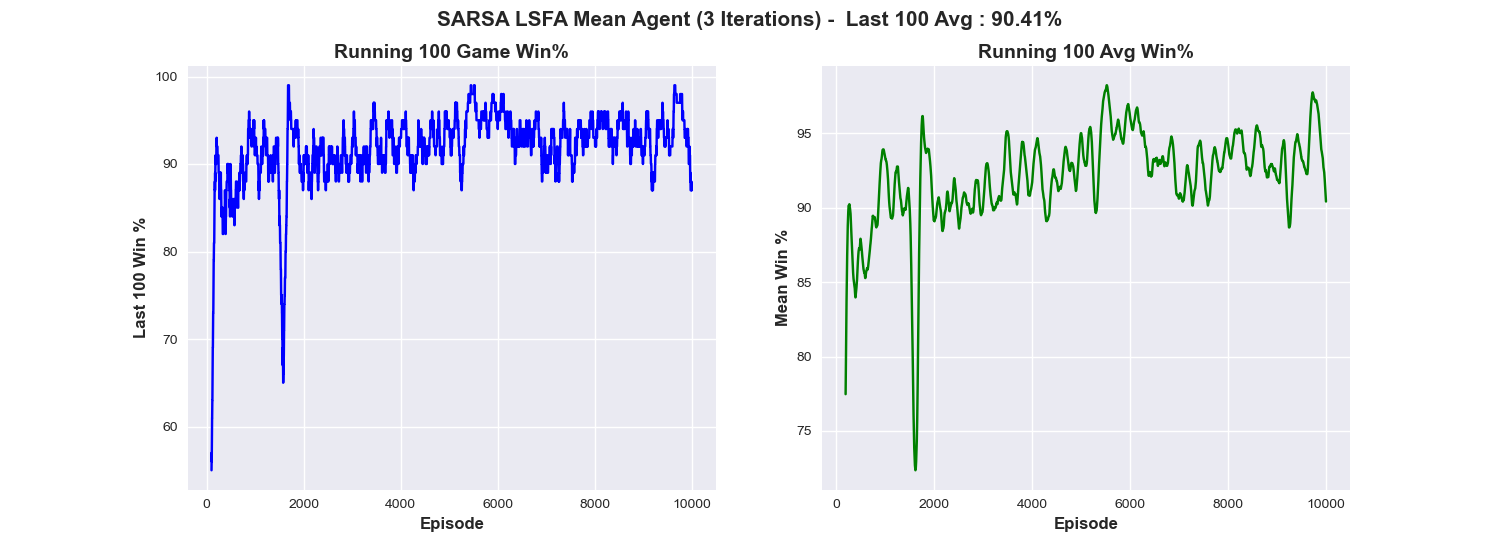 SARSA LSFA Mean Agent (3 Iterations) -  Last 100 Avg : 90.41%
Running 100 Game Win%
Last 100 Win %
100
90
80
70
60
0 2000 4000 6000 8000 10000
Episode
Running 100 Avg Win%
Mean Win %
95
90
85
80
75
0 2000 4000 6000 8000 10000
Episode